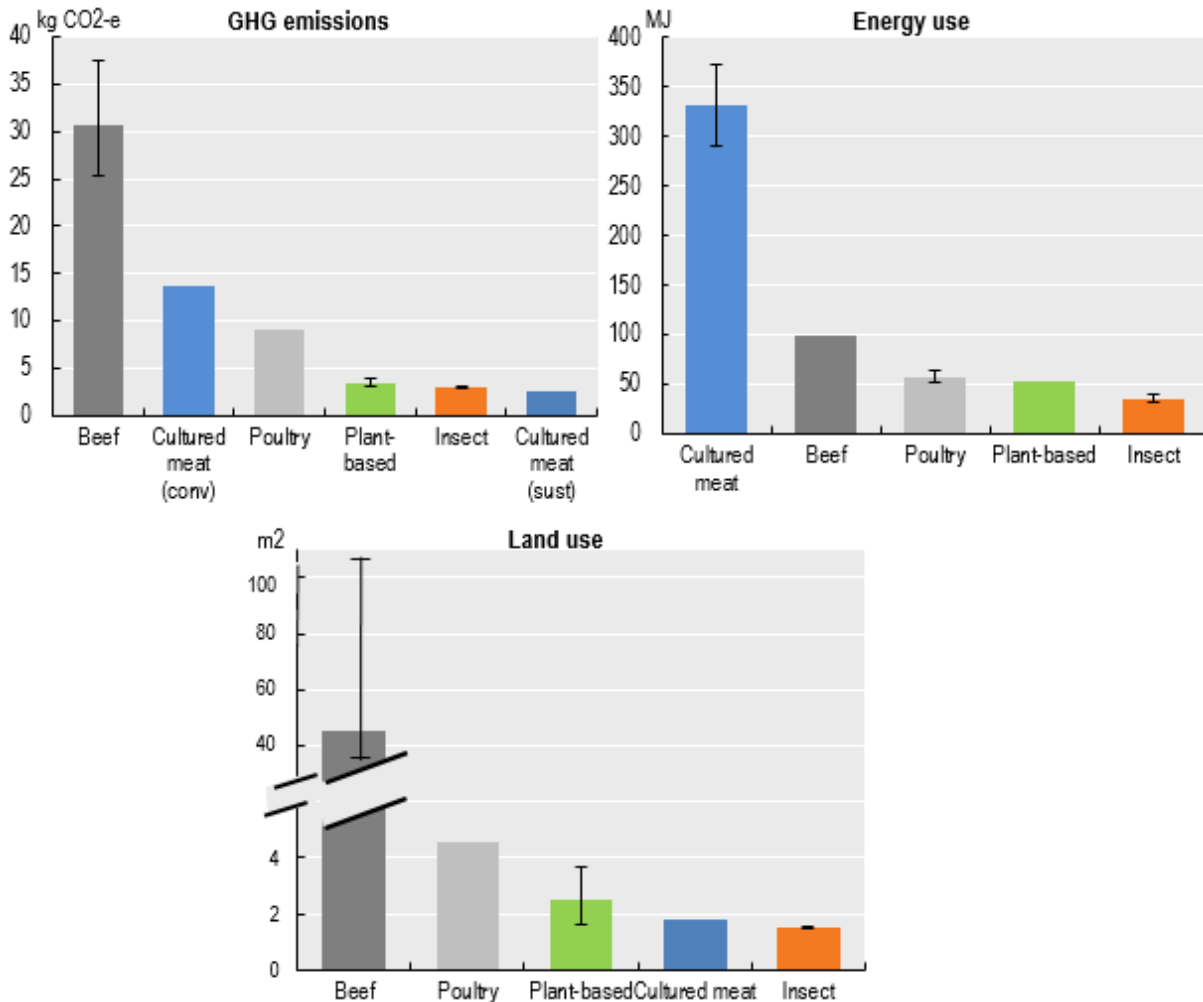 kg CO2-e
GHG emissions
40
35
30
25
20
15
10
5
0
Beef
Cultured meat (conv)
Poultry
Plant-based
Insect
Cultured meat (sust)
MJ
Energy use
400
350
300
250
200
150
100
50
0
Cultured meat
Beef
Poultry
Plant-based
Insect
m2
Land use
100
80
60
40
4
2
0
Beef
Poultry
Plant-based
Cultured meat
Insect